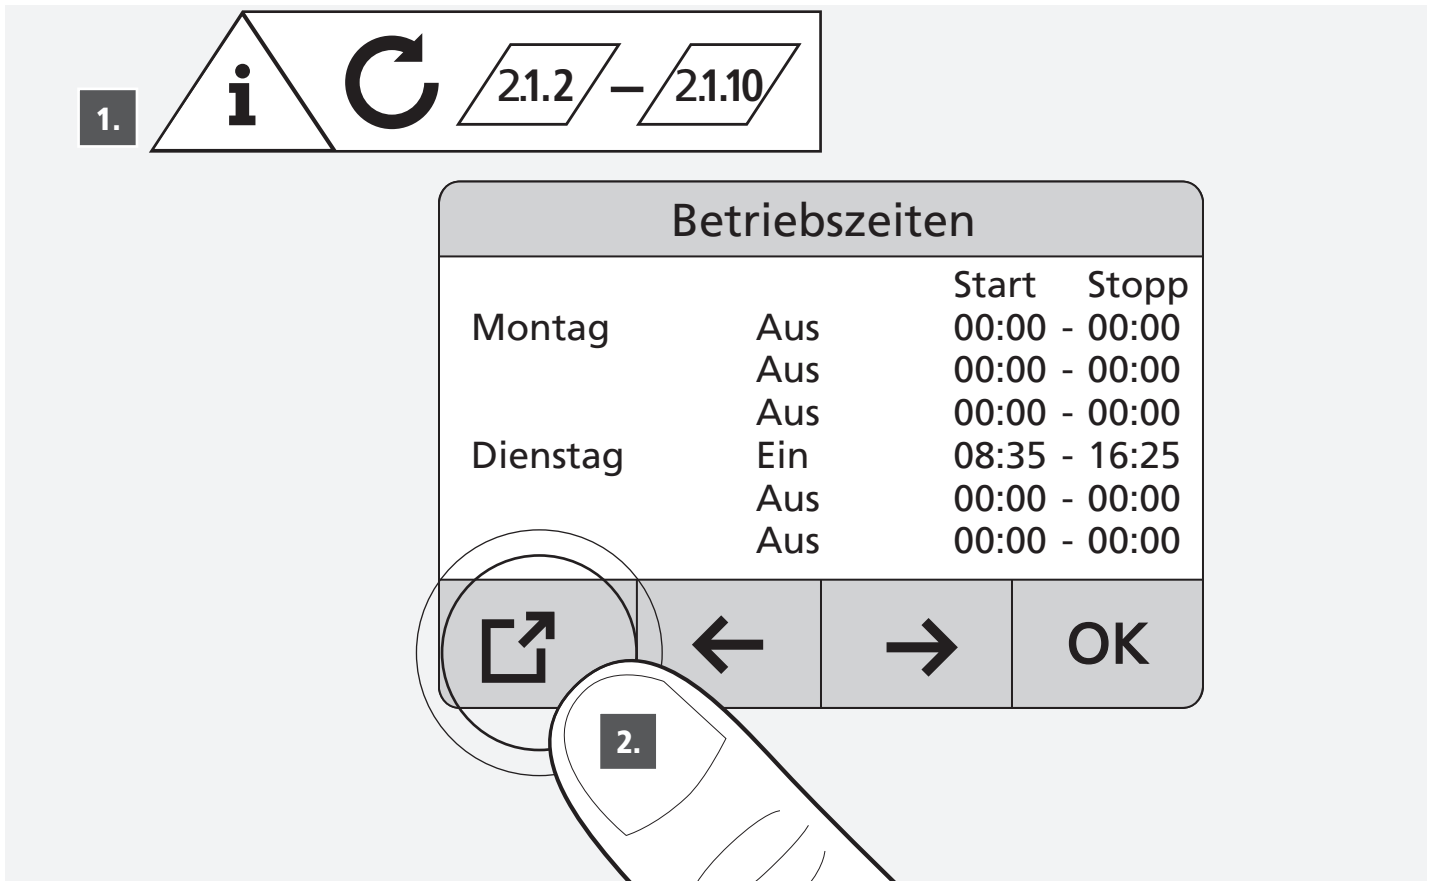 1. i 2.1.2 – 2.1.10
Betriebszeiten
Start Stopp
Montag Aus 00:00 - 00:00
Aus 00:00 - 00:00
Aus 00:00 - 00:00
Dienstag Ein 08:35 - 16:25
Aus 00:00 - 00:00
Aus 00:00 - 00:00
OK
2.